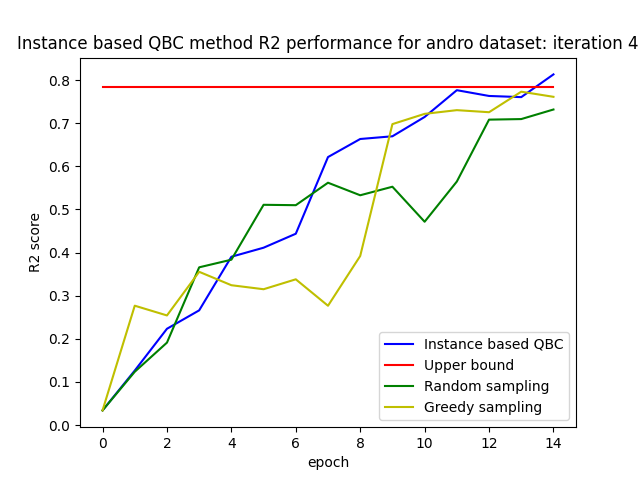 Instance based QBC method R2 performance for andro dataset: iteration 4
R2 score
0.8
0.7
0.6
0.5
0.4
0.3
0.2
0.1
0.0
Instance based QBC
Upper bound
Random sampling
Greedy sampling
0 2 4 6 8 10 12 14
epoch